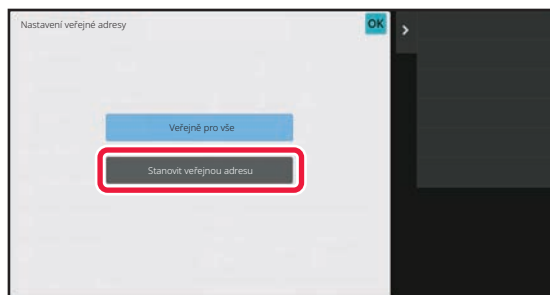 Nastavení veřejné adresy
OK
Veřejně pro vše
Stanovit veřejnou adresu